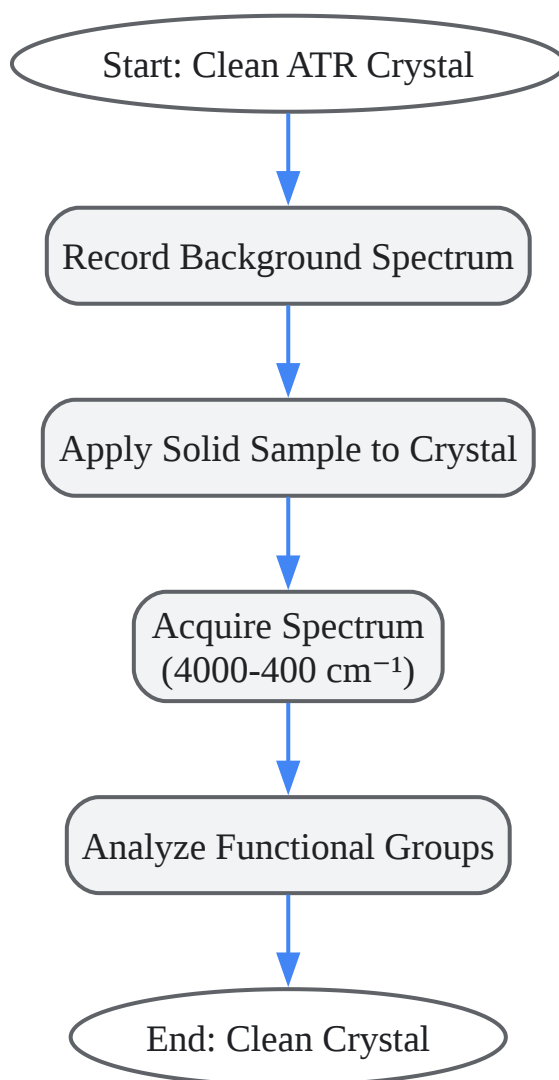 Start: Clean ATR Crystal
Record Background Spectrum
Apply Solid Sample to Crystal
Acquire Spectrum
(4000-400 cm⁻¹)
Analyze Functional Groups
End: Clean Crystal